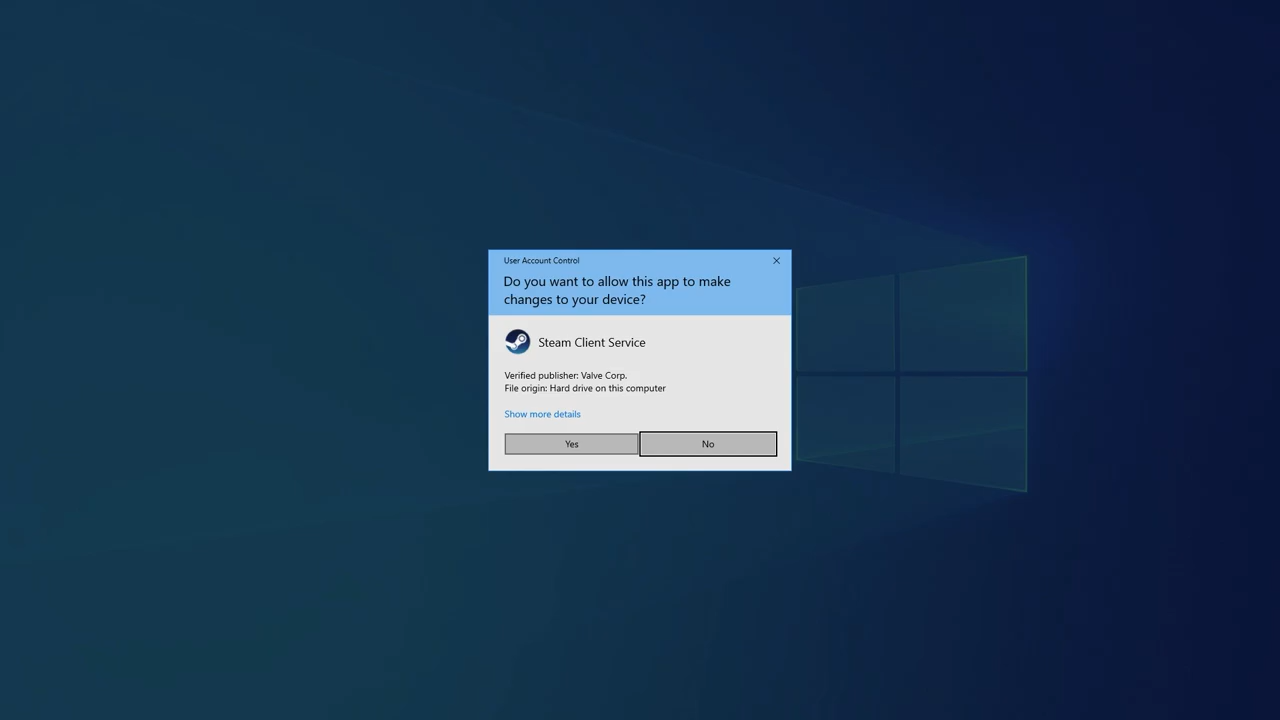 User Account Control
Do you want to allow this app to make
changes to your device?
Steam Client Service
Verified publisher: Valve Corp.
File origin: Hard drive on this computer
Show more details
Yes
No